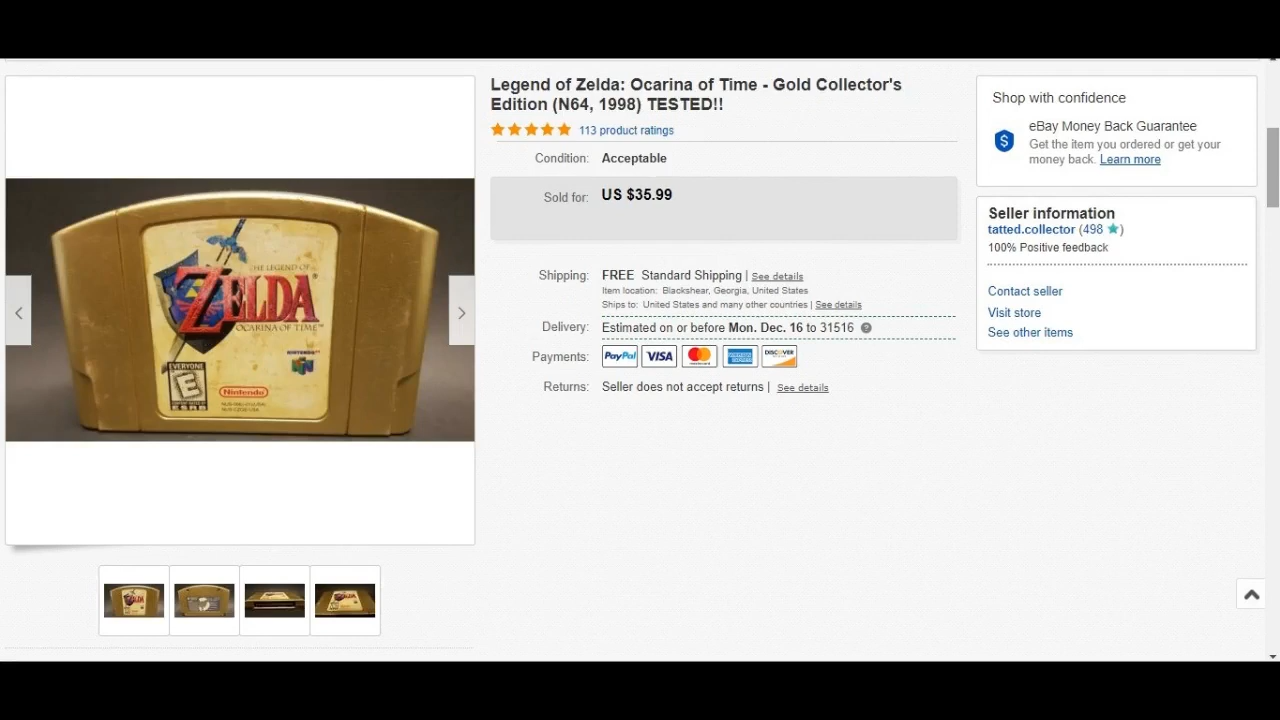 Legend of Zelda: Ocarina of Time - Gold Collector's
Edition (N64, 1998) TESTED!!
113 product ratings
Condition: Acceptable
Sold for: US $35.99
Shipping: FREE Standard Shipping | See details
Item location: Blackshear, Georgia, United States
Ships to: United States and many other countries | See details
Delivery: Estimated on or before Mon. Dec. 16 to 31516
Payments: PayPal VISA DISCOVER
Returns: Seller does not accept returns | See details
Shop with confidence
eBay Money Back Guarantee
Get the item you ordered or get your
money back. Learn more
Seller information
tatted.collector (498 )
100% Positive feedback
Contact seller
Visit store
See other items
THE LEGEND OF
ZELDA
OCARINA OF TIME
NINTENDO 64
EVERYONE
E
ESRB
Nintendo